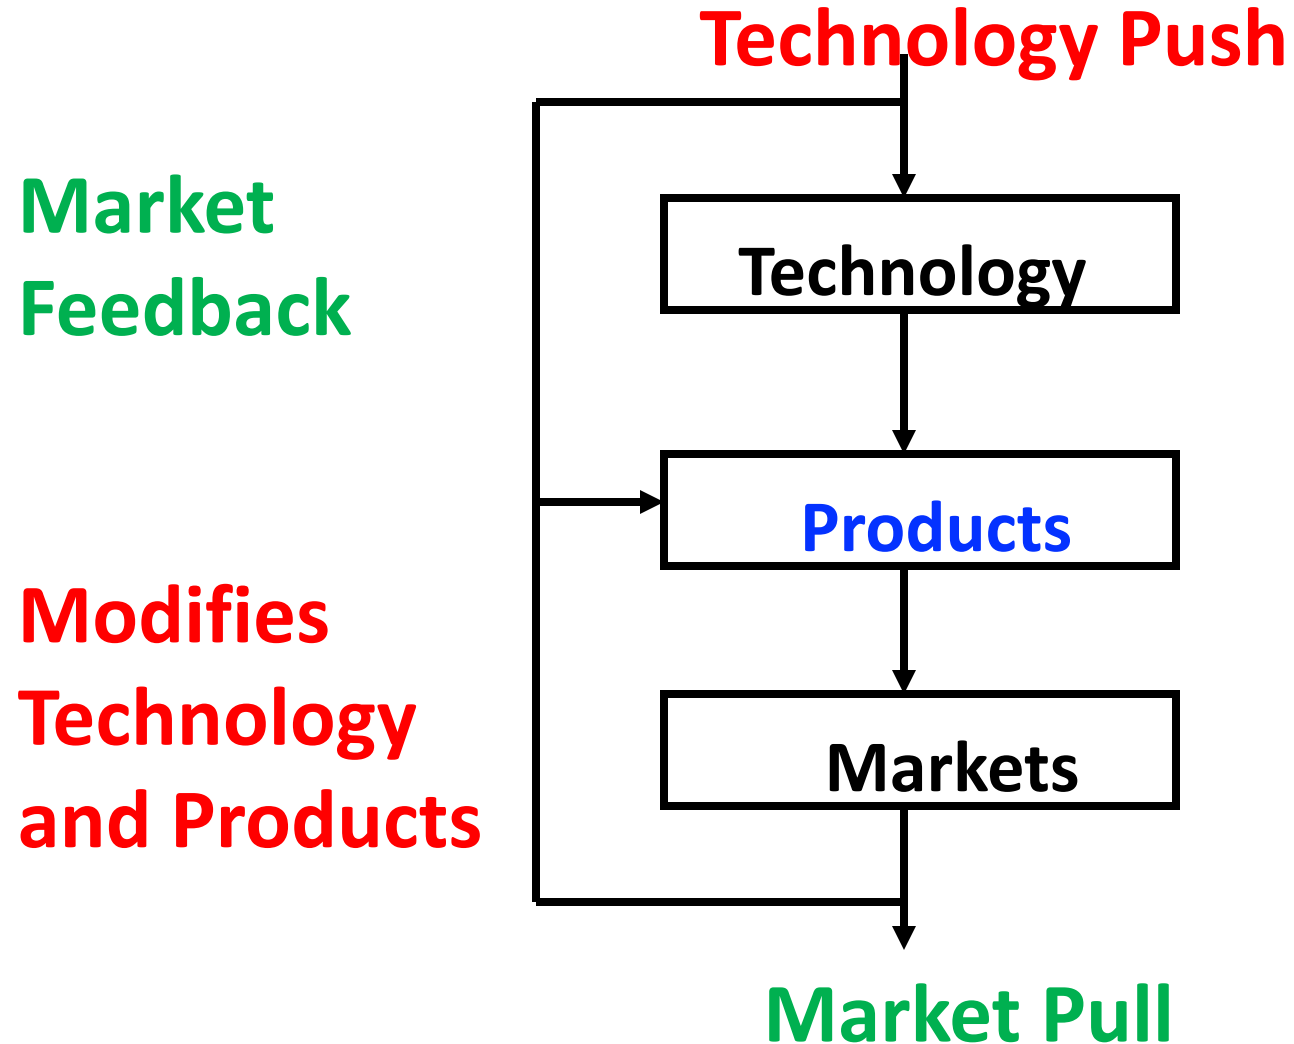 Technology Push
Market
Feedback
Technology
Products
Modifies
Technology
and Products
Markets
Market Pull